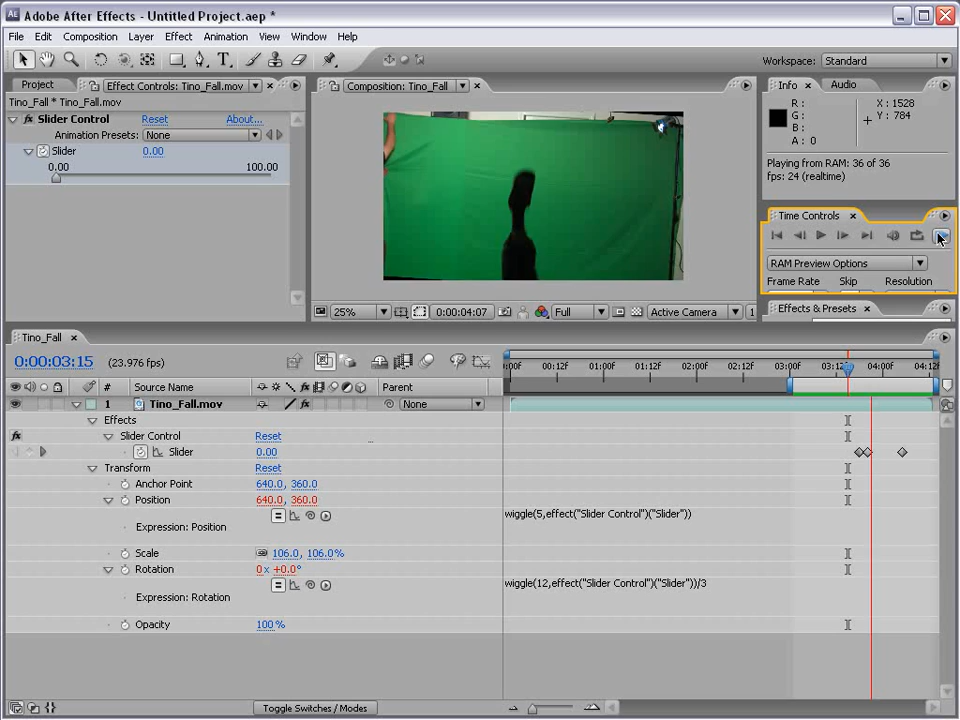 Adobe After Effects - Untitled Project.aep *
File Edit Composition Layer Effect Animation View Window Help
Workspace: Standard
Project Effect Controls: Tino_Fall.mov Composition: Tino_Fall Info Audio
Tino_Fall * Tino_Fall.mov
Slider Control Reset About...
Animation Presets: None
Slider 0.00
0.00 100.00
R : X : 1528
G : Y : 784
B :
A : 0
Playing from RAM: 36 of 36
fps: 24 (realtime)
Time Controls
RAM Preview Options
Frame Rate Skip Resolution
Effects & Presets
25% 0:00:04:07 Full Active Camera 1
Tino_Fall
0:00:03:15 (23.976 fps)
:00f 00:12f 01:00f 01:12f 02:00f 02:12f 03:00f 03:12f 04:00f 04:12f
# Source Name Parent
1 Tino_Fall.mov None
Effects
Slider Control Reset
Slider 0.00
Transform Reset
Anchor Point 640.0, 360.0
Position 640.0, 360.0
Expression: Position wiggle(5,effect("Slider Control")("Slider"))
Scale 106.0, 106.0%
Rotation 0 x +0.0°
Expression: Rotation wiggle(12,effect("Slider Control")("Slider"))/3
Opacity 100%
Toggle Switches / Modes